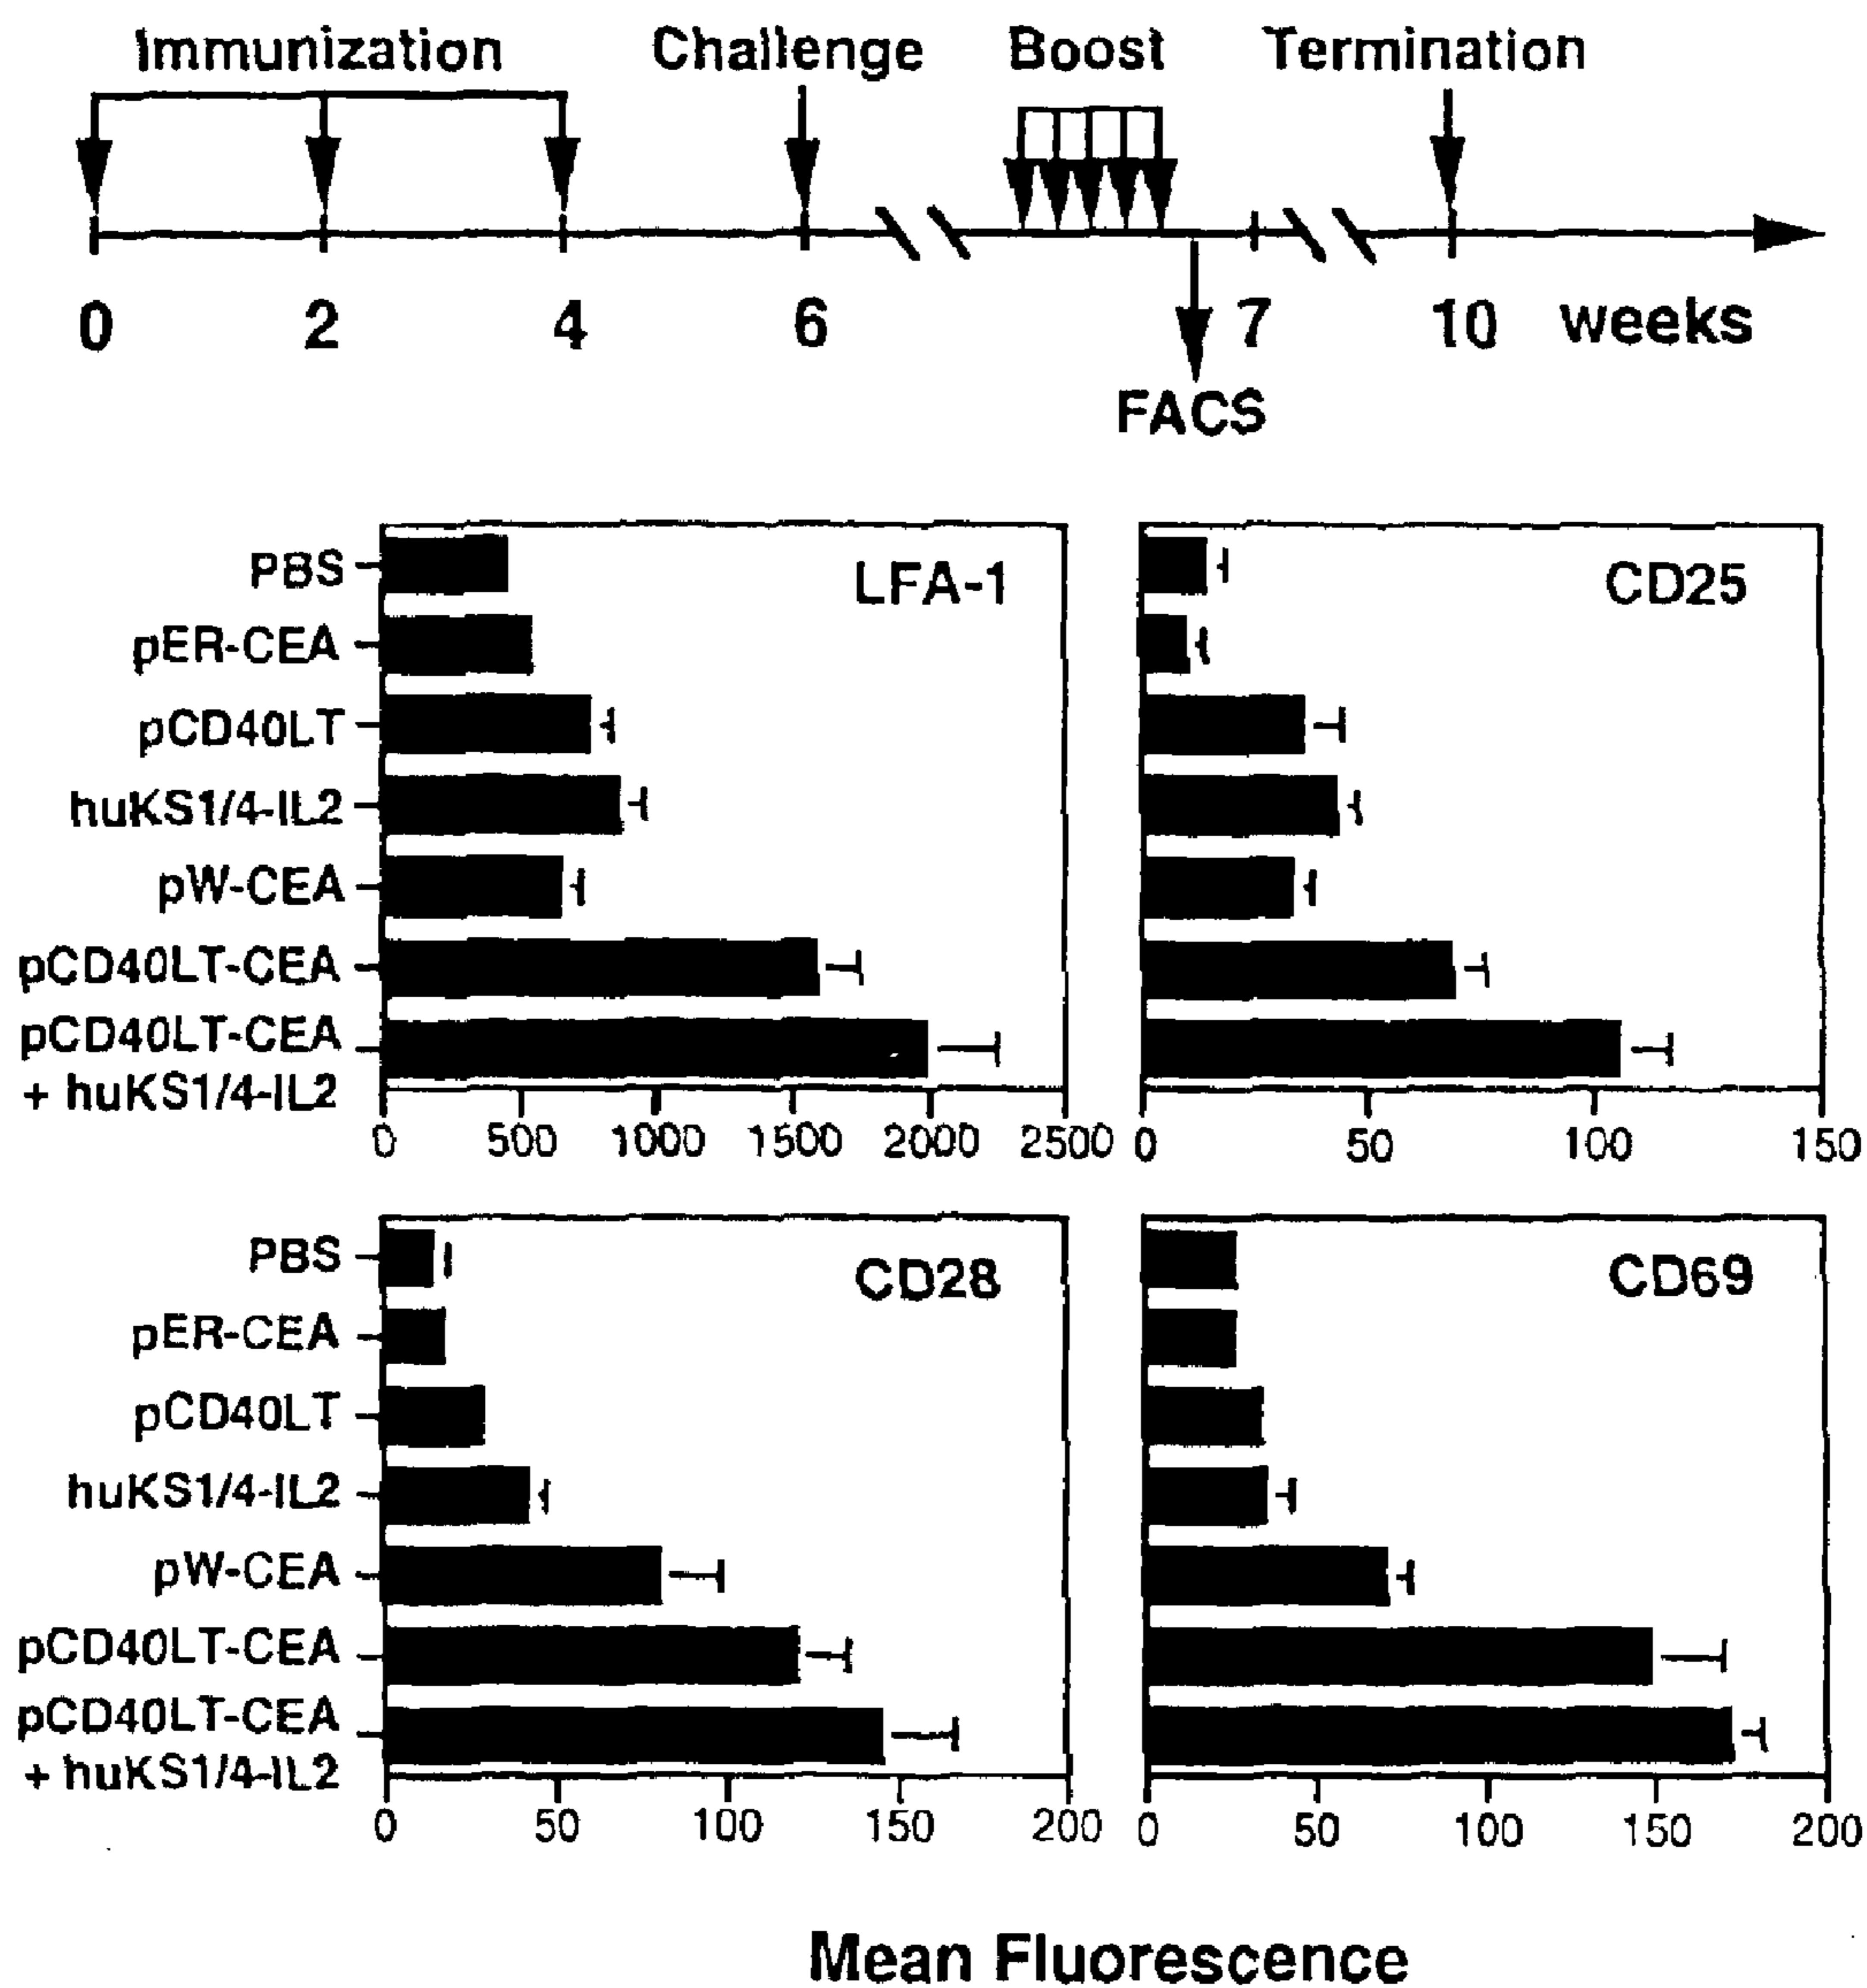 Immunization Challenge Boost Termination
0 2 4 6 7 10 weeks
FACS
PBS
pER-CEA
pCD40LT
huKS1/4-IL2
pW-CEA
pCD40LT-CEA
pCD40LT-CEA
+ huKS1/4-IL2
LFA-1
0 500 1000 1500 2000 2500
CD25
0 50 100 150
PBS
pER-CEA
pCD40LT
huKS1/4-IL2
pW-CEA
pCD40LT-CEA
pCD40LT-CEA
+ huKS1/4-IL2
CD28
0 50 100 150 200
CD69
0 50 100 150 200
Mean Fluorescence